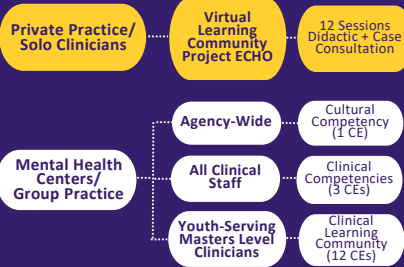 Private Practice/
Solo Clinicians
Virtual
Learning
Community
Project ECHO
12 Sessions
Didactic + Case
Consultation
Mental Health
Centers/
Group Practice
Agency-Wide
Cultural
Competency
(1 CE)
All Clinical
Staff
Clinical
Competencies
(3 CEs)
Youth-Serving
Masters Level
Clinicians
Clinical
Learning
Community
(12 CEs)